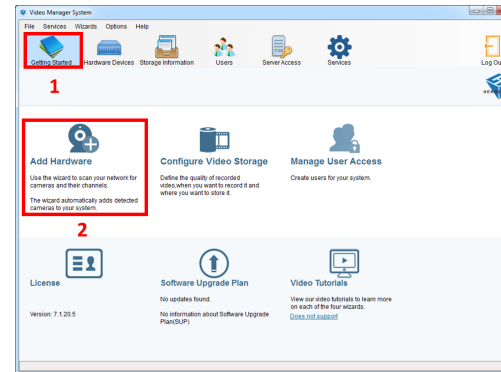 Video Manager System
File Services Wizards Options Help
Getting Started Hardware Devices Storage Information Users Server Access Services Log Ou
1
Add Hardware
Use the wizard to scan your network for
cameras and their channels.
The wizard automatically adds detected
cameras to your system.
2
Configure Video Storage
Define the quality of recorded
video,when you want to record it and
where you want to store it.
Manage User Access
Create users for your system.
License
Version: 7.1.20.5
Software Upgrade Plan
No updates found.
No information about Software Upgrade
Plan(SUP)
Video Tutorials
View our video tutorials to learn more
on each of the four wizards.
Does not support